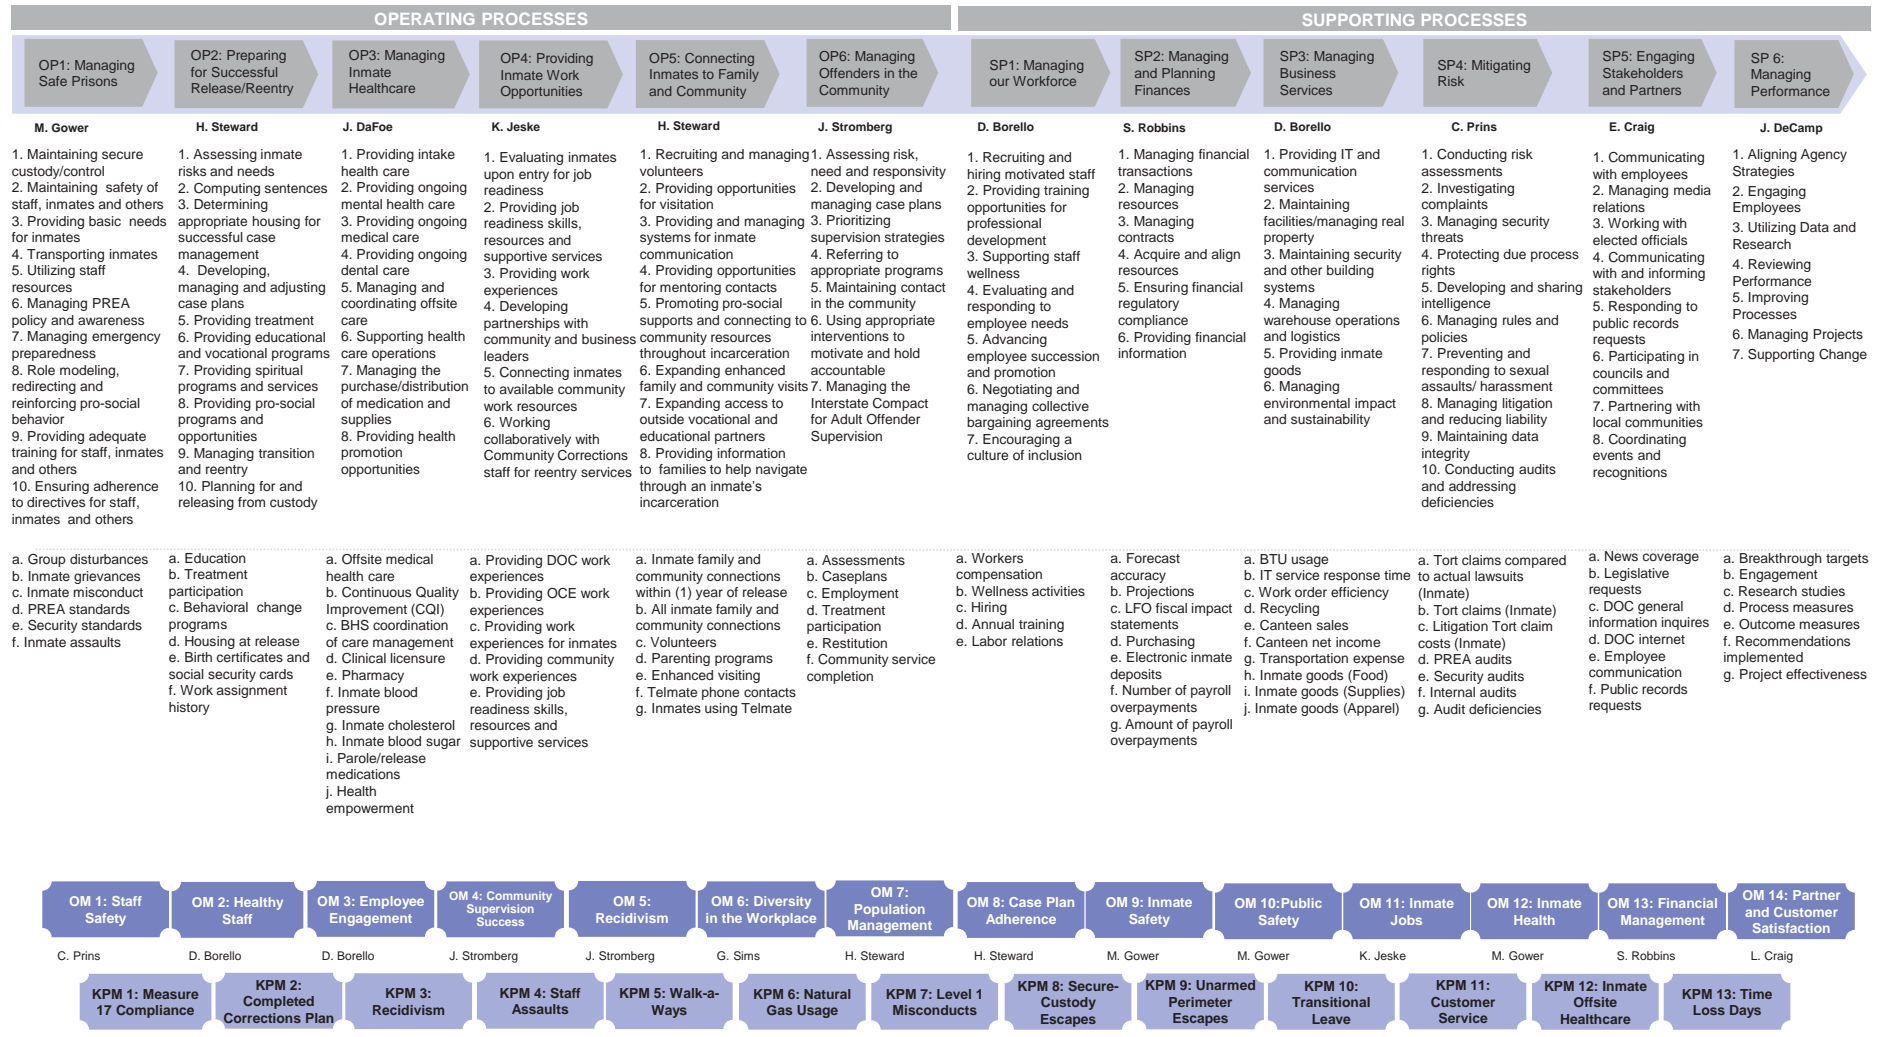 OPERATING PROCESSES
SUPPORTING PROCESSES
OP1: Managing
Safe Prisons
OP2: Preparing
for Successful
Release/Reentry
OP3: Managing
Inmate
Healthcare
OP4: Providing
Inmate Work
Opportunities
OP5: Connecting
Inmates to Family
and Community
OP6: Managing
Offenders in the
Community
SP1: Managing
our Workforce
SP2: Managing
and Planning
Finances
SP3: Managing
Business
Services
SP4: Mitigating
Risk
SP5: Engaging
Stakeholders
and Partners
SP 6:
Managing
Performance
M. Gower
H. Steward
J. DaFoe
K. Jeske
H. Steward
J. Stromberg
D. Borello
S. Robbins
D. Borello
C. Prins
E. Craig
J. DeCamp
1. Maintaining secure
custody/control
2. Maintaining safety of
staff, inmates and others
3. Providing basic needs
for inmates
4. Transporting inmates
5. Utilizing staff
resources
6. Managing PREA
policy and awareness
7. Managing emergency
preparedness
8. Role modeling,
redirecting and
reinforcing pro-social
behavior
9. Providing adequate
training for staff, inmates
and others
10. Ensuring adherence
to directives for staff,
inmates and others
1. Assessing inmate
risks and needs
2. Computing sentences
3. Determining
appropriate housing for
successful case
management
4. Developing,
managing and adjusting
case plans
5. Providing treatment
6. Providing educational
and vocational programs
7. Providing spiritual
programs and services
8. Providing pro-social
programs and
opportunities
9. Managing transition
and reentry
10. Planning for and
releasing from custody
1. Providing intake
health care
2. Providing ongoing
mental health care
3. Providing ongoing
medical care
4. Providing ongoing
dental care
5. Managing and
coordinating offsite
care
6. Supporting health
care operations
7. Managing the
purchase/distribution
of medication and
supplies
8. Providing health
promotion
opportunities
1. Evaluating inmates
upon entry for job
readiness
2. Providing job
readiness skills,
resources and
supportive services
3. Providing work
experiences
4. Developing
partnerships with
community and business
leaders
5. Connecting inmates
to available community
work resources
6. Working
collaboratively with
Community Corrections
staff for reentry services
1. Recruiting and managing
volunteers
2. Providing opportunities
for visitation
3. Providing and managing
systems for inmate
communication
4. Providing opportunities
for mentoring contacts
5. Promoting pro-social
supports and connecting to
community resources
throughout incarceration
6. Expanding enhanced
family and community visits
7. Expanding access to
outside vocational and
educational partners
8. Providing information
to families to help navigate
through an inmate's
incarceration
1. Assessing risk,
need and responsivity
2. Developing and
managing case plans
3. Prioritizing
supervision strategies
4. Referring to
appropriate programs
5. Maintaining contact
in the community
6. Using appropriate
interventions to
motivate and hold
accountable
7. Managing the
Interstate Compact
for Adult Offender
Supervision
1. Recruiting and
hiring motivated staff
2. Providing training
opportunities for
professional
development
3. Supporting staff
wellness
4. Evaluating and
responding to
employee needs
5. Advancing
employee succession
and promotion
6. Negotiating and
managing collective
bargaining agreements
7. Encouraging a
culture of inclusion
1. Managing financial
transactions
2. Managing
resources
3. Managing
contracts
4. Acquire and align
resources
5. Ensuring financial
regulatory
compliance
6. Providing financial
information
1. Providing IT and
communication
services
2. Maintaining
facilities/managing real
property
3. Maintaining security
and other building
systems
4. Managing
warehouse operations
and logistics
5. Providing inmate
goods
6. Managing
environmental impact
and sustainability
1. Conducting risk
assessments
2. Investigating
complaints
3. Managing security
threats
4. Protecting due process
rights
5. Developing and sharing
intelligence
6. Managing rules and
policies
7. Preventing and
responding to sexual
assaults/ harassment
8. Managing litigation
and reducing liability
9. Maintaining data
integrity
10. Conducting audits
and addressing
deficiencies
1. Communicating
with employees
2. Managing media
relations
3. Working with
elected officials
4. Communicating
with and informing
stakeholders
5. Responding to
public records
requests
6. Participating in
councils and
committees
7. Partnering with
local communities
8. Coordinating
events and
recognitions
1. Aligning Agency
Strategies
2. Engaging
Employees
3. Utilizing Data and
Research
4. Reviewing
Performance
5. Improving
Processes
6. Managing Projects
7. Supporting Change
a. Group disturbances
b. Inmate grievances
c. Inmate misconduct
d. PREA standards
e. Security standards
f. Inmate assaults
a. Education
b. Treatment
participation
c. Behavioral change
programs
d. Housing at release
e. Birth certificates and
social security cards
f. Work assignment
history
a. Offsite medical
health care
b. Continuous Quality
Improvement (CQI)
c. BHS coordination
of care management
d. Clinical licensure
e. Pharmacy
f. Inmate blood
pressure
g. Inmate cholesterol
h. Inmate blood sugar
i. Parole/release
medications
j. Health
empowerment
a. Providing DOC work
experiences
b. Providing OCE work
experiences
c. Providing work
experiences for inmates
d. Providing community
work experiences
e. Providing job
readiness skills,
resources and
supportive services
a. Inmate family and
community connections
within (1) year of release
b. All inmate family and
community connections
c. Volunteers
d. Parenting programs
e. Enhanced visiting
f. Telmate phone contacts
g. Inmates using Telmate
a. Assessments
b. Caseplans
c. Employment
d. Treatment
participation
e. Restitution
f. Community service
completion
a. Workers
compensation
b. Wellness activities
c. Hiring
d. Annual training
e. Labor relations
a. Forecast
accuracy
b. Projections
c. LFO fiscal impact
statements
d. Purchasing
e. Electronic inmate
deposits
f. Number of payroll
overpayments
g. Amount of payroll
overpayments
a. BTU usage
b. IT service response time
c. Work order efficiency
d. Recycling
e. Canteen sales
f. Canteen net income
g. Transportation expense
h. Inmate goods (Food)
i. Inmate goods (Supplies)
j. Inmate goods (Apparel)
a. Tort claims compared
to actual lawsuits
(Inmate)
b. Tort claims (Inmate)
c. Litigation Tort claim
costs (Inmate)
d. PREA audits
e. Security audits
f. Internal audits
g. Audit deficiencies
a. News coverage
b. Legislative
requests
c. DOC general
information inquires
d. DOC internet
e. Employee
communication
f. Public records
requests
a. Breakthrough targets
b. Engagement
c. Research studies
d. Process measures
e. Outcome measures
f. Recommendations
implemented
g. Project effectiveness
OM 1: Staff
Safety
OM 2: Healthy
Staff
OM 3: Employee
Engagement
OM 4: Community
Supervision
Success
OM 5:
Recidivism
OM 6: Diversity
in the Workplace
OM 7:
Population
Management
OM 8: Case Plan
Adherence
OM 9: Inmate
Safety
OM 10:Public
Safety
OM 11: Inmate
Jobs
OM 12: Inmate
Health
OM 13: Financial
Management
OM 14: Partner
and Customer
Satisfaction
C. Prins
D. Borello
D. Borello
J. Stromberg
J. Stromberg
G. Sims
H. Steward
H. Steward
M. Gower
M. Gower
K. Jeske
M. Gower
S. Robbins
L. Craig
KPM 1: Measure
17 Compliance
KPM 2:
Completed
Corrections Plan
KPM 3:
Recidivism
KPM 4: Staff
Assaults
KPM 5: Walk-a-
Ways
KPM 6: Natural
Gas Usage
KPM 7: Level 1
Misconducts
KPM 8: Secure-
Custody
Escapes
KPM 9: Unarmed
Perimeter
Escapes
KPM 10:
Transitional
Leave
KPM 11:
Customer
Service
KPM 12: Inmate
Offsite
Healthcare
KPM 13: Time
Loss Days